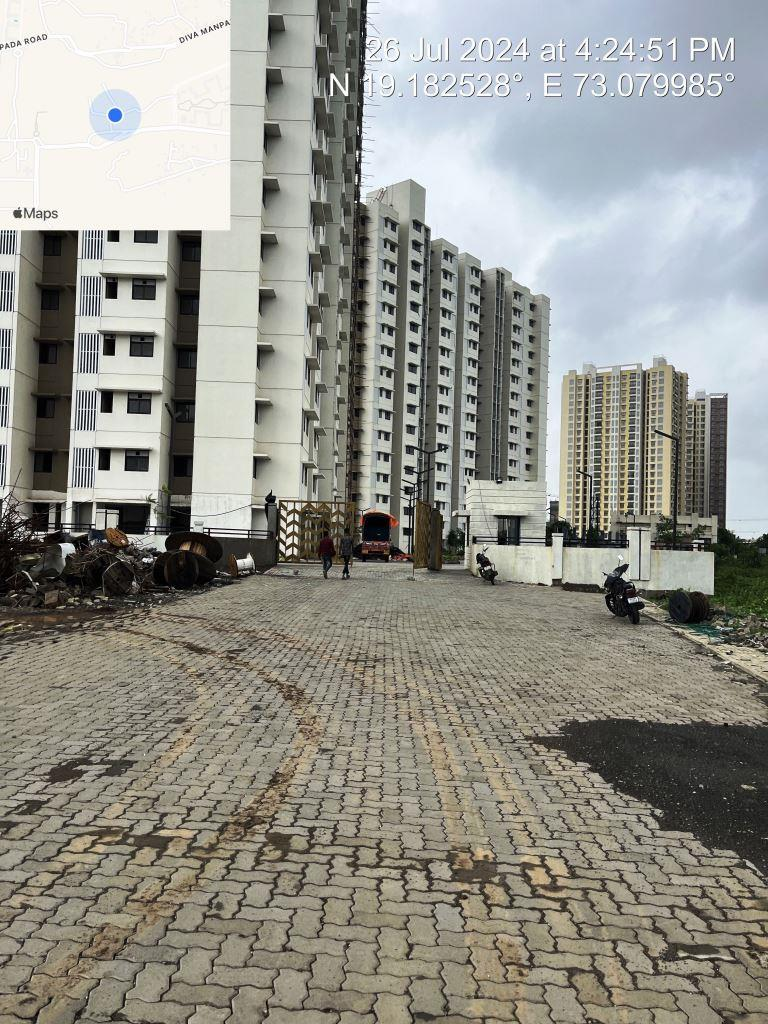 PADA ROAD
DIVA MANPA
26 Jul 2024 at 4:24:51 PM
N 19.182528°, E 73.079985°
Maps